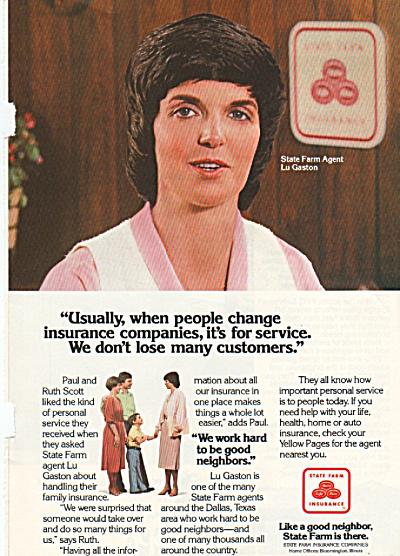 STATE FARM
INSURANCE
State Farm Agent
Lu Gaston
“Usually, when people change
insurance companies, it’s for service.
We don’t lose many customers.”
Paul and
Ruth Scott
liked the kind
of personal
service they
received when
they asked
State Farm
agent Lu
Gaston about
handling their
family insurance.
“We were surprised that
someone would take over
and do so many things for
us,” says Ruth.
“Having all the infor-
mation about all
our insurance in
one place makes
things a whole lot
easier,” adds Paul.
“We work hard
to be good
neighbors.”
Lu Gaston is
one of the many
State Farm agents
around the Dallas, Texas
area who work hard to be
good neighbors—and
one of many thousands all
around the country.
They all know how
important personal service
is to people today. If you
need help with your life,
health, home or auto
insurance, check your
Yellow Pages for the agent
nearest you.
STATE FARM
INSURANCE
Like a good neighbor,
State Farm is there.
STATE FARM INSURANCE COMPANIES
Home Offices: Bloomington, Illinois